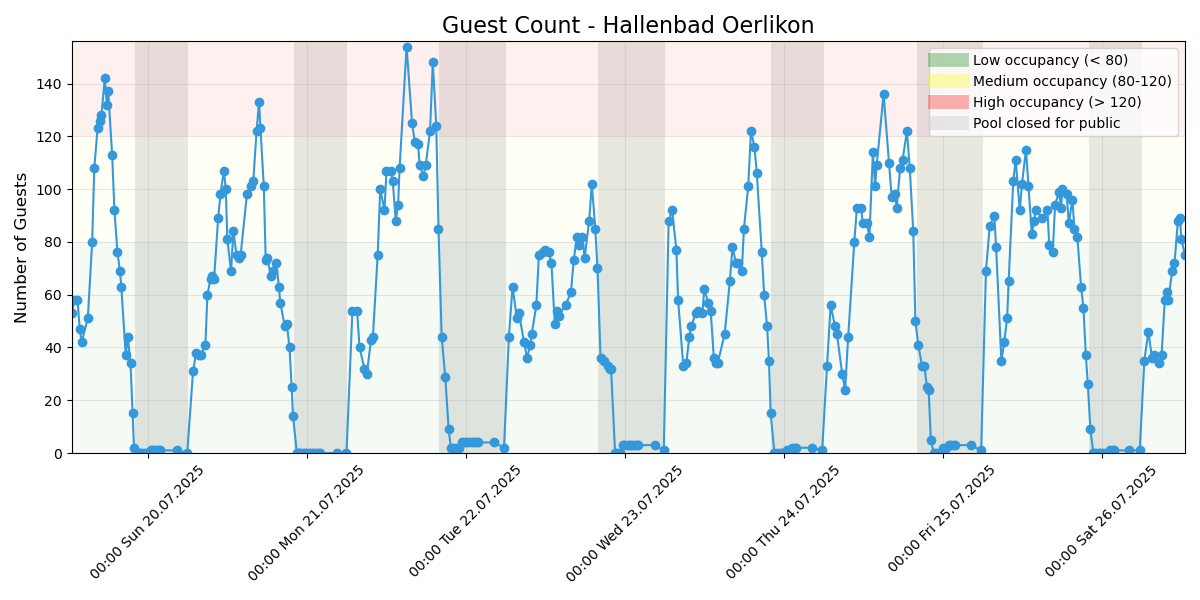 Guest Count - Hallenbad Oerlikon
Number of Guests
140
120
100
80
60
40
20
0
Low occupancy (< 80)
Medium occupancy (80-120)
High occupancy (> 120)
Pool closed for public
00:00 Sun 20.07.2025
00:00 Mon 21.07.2025
00:00 Tue 22.07.2025
00:00 Wed 23.07.2025
00:00 Thu 24.07.2025
00:00 Fri 25.07.2025
00:00 Sat 26.07.2025